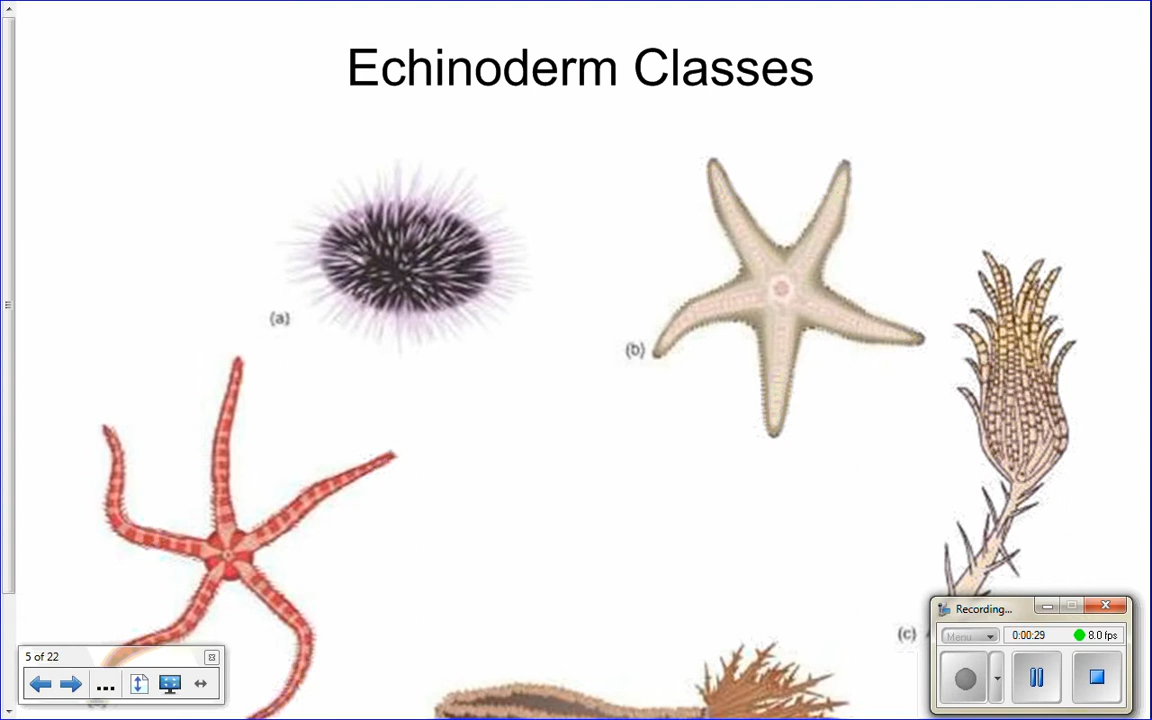 Echinoderm Classes
(a)
(b)
(c)
5 of 22
...
Recording...
Menu
0:00:29
8.0 fps